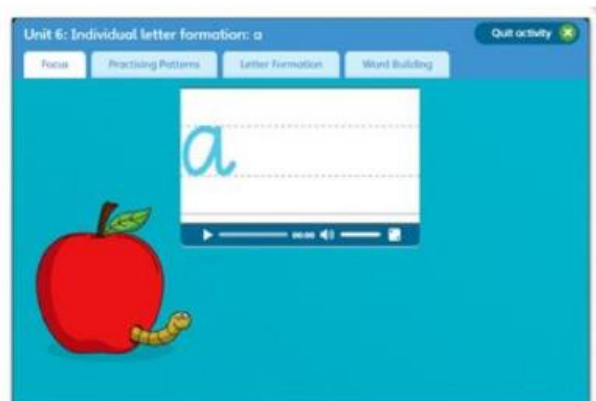 Unit 6: Individual letter formation: a
Quit activity
Focus
Practising Patterns
Letter Formation
Word Building
a
00:00